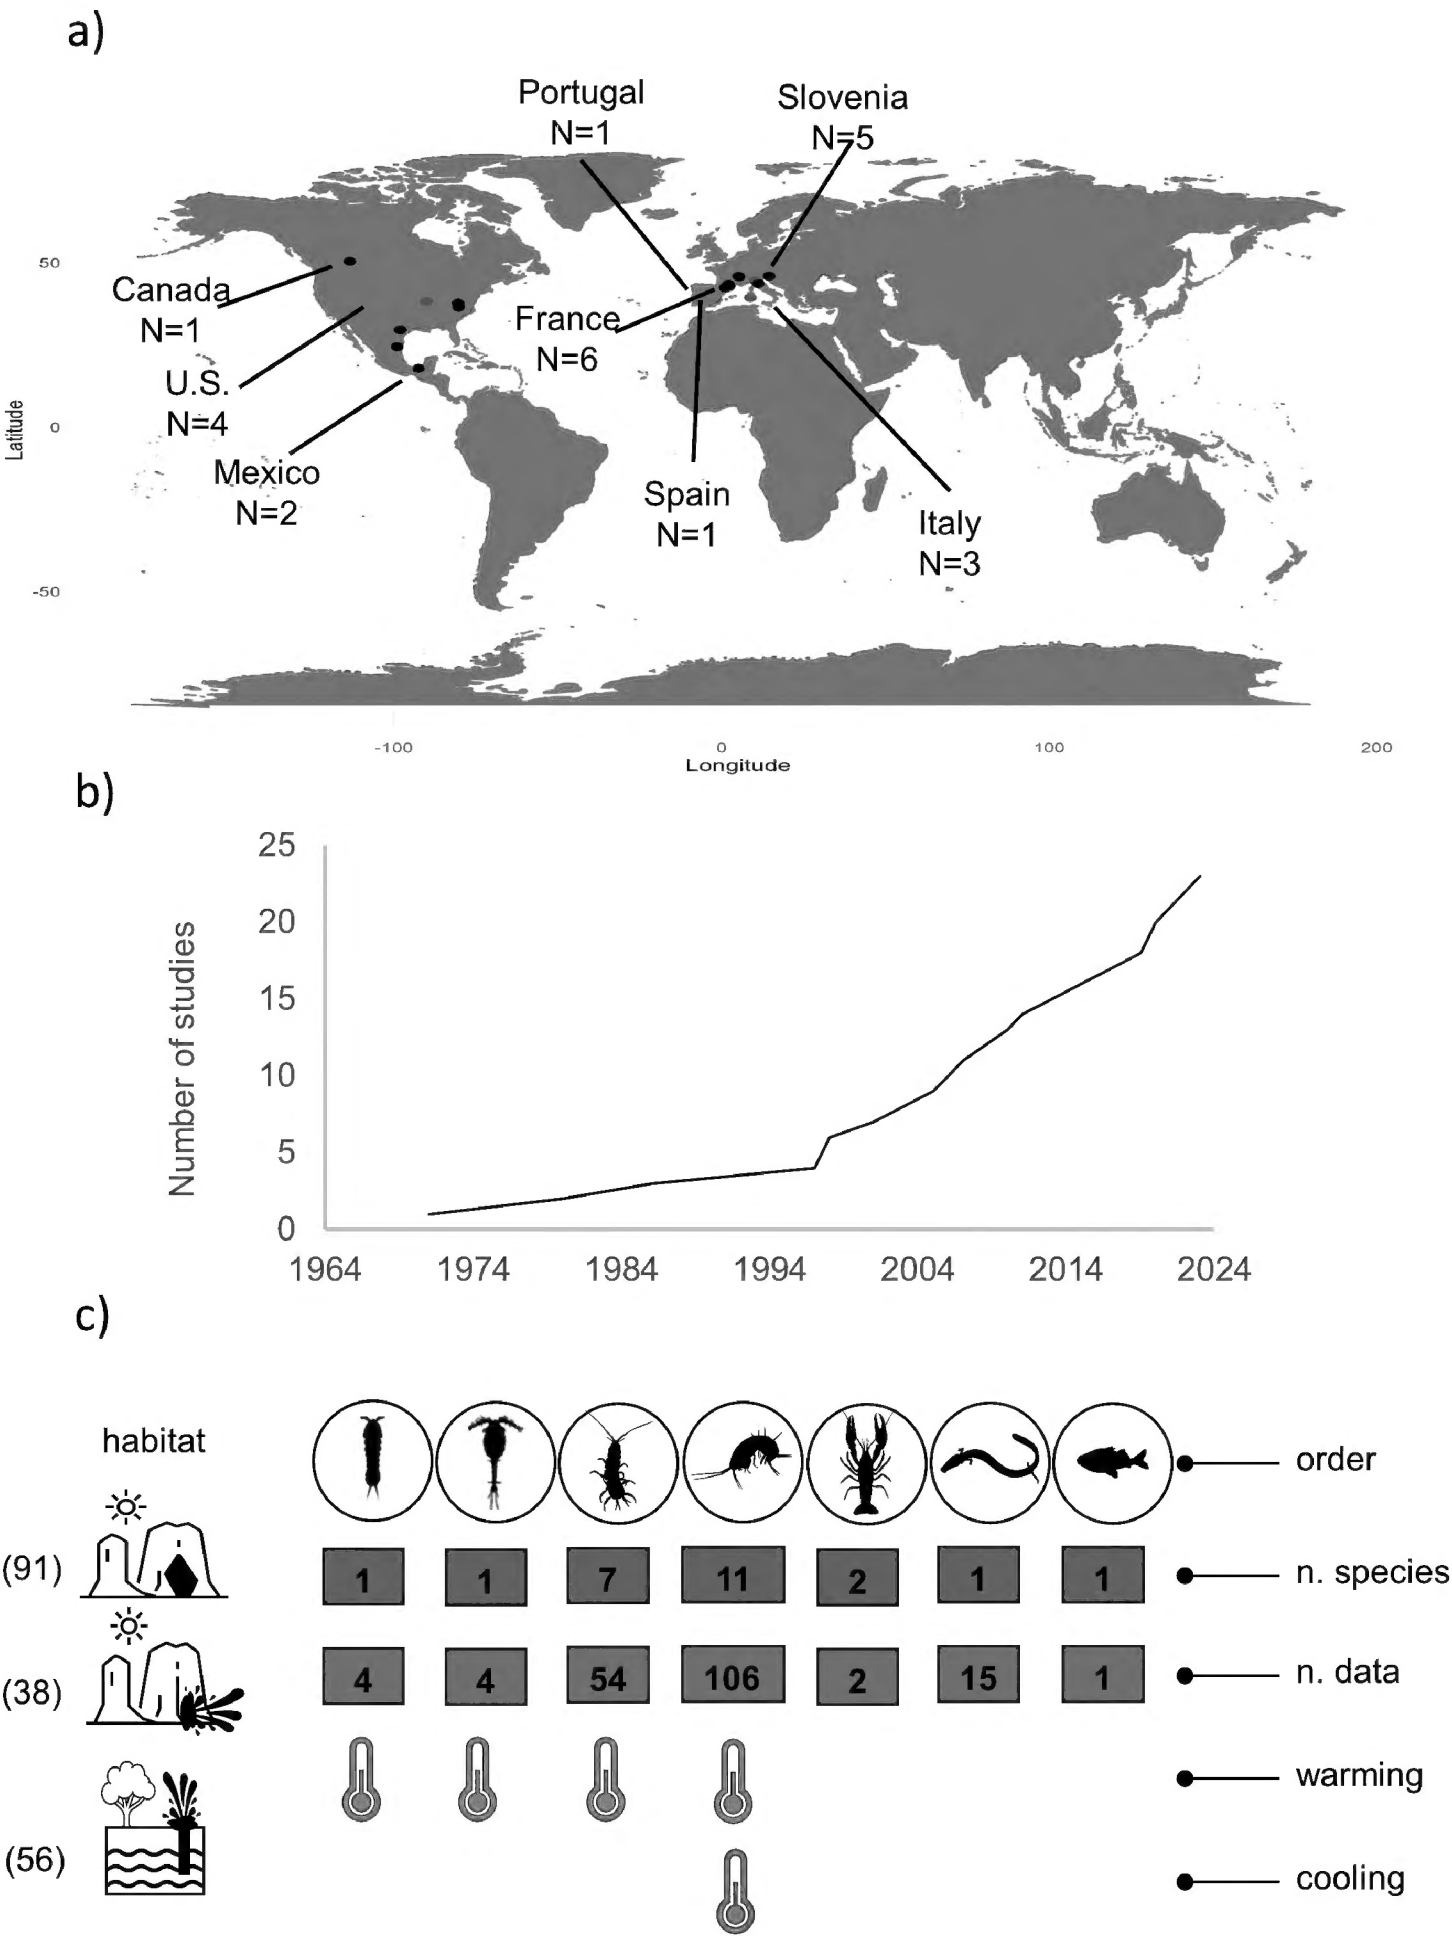 a)
Portugal
N=1
Slovenia
N=5
50
Canada
N=1
France
N=6
U.S.
N=4
Latitude
0
Mexico
N=2
Spain
N=1
Italy
N=3
-50
-100 0 100 200
Longitude
b)
25
20
15
10
5
0
Number of studies
1964 1974 1984 1994 2004 2014 2024
c)
habitat
order
(91)
1 1 7 11 2 1 1 n. species
(38)
4 4 54 106 2 15 1 n. data
warming
(56)
cooling